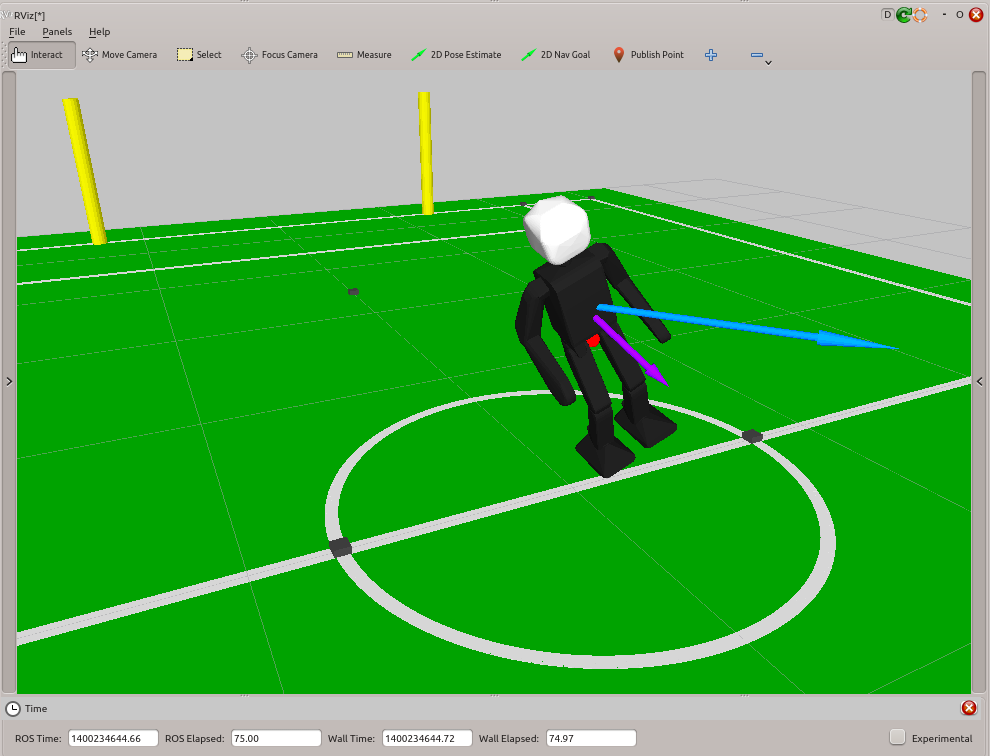 RViz[*]
D
File Panels Help
Interact Move Camera Select Focus Camera Measure 2D Pose Estimate 2D Nav Goal Publish Point
Time
ROS Time: 1400234644.66 ROS Elapsed: 75.00 Wall Time: 1400234644.72 Wall Elapsed: 74.97 Experimental